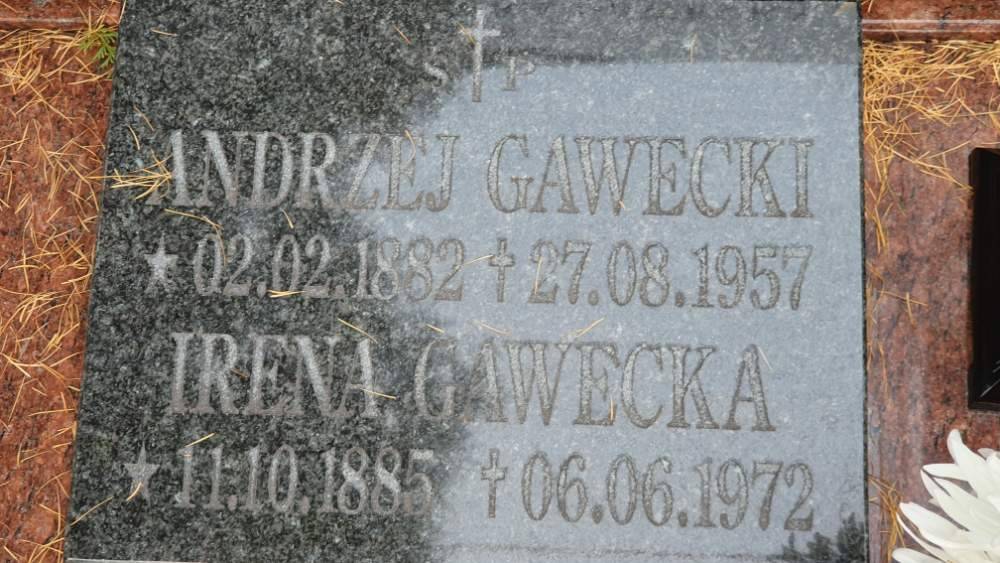 S † P
ANDRZEJ GAWECKI
★ 02.02.1882 † 27.08.1957
IRENA GAWECKA
★ 11.10.1885 † 06.06.1972